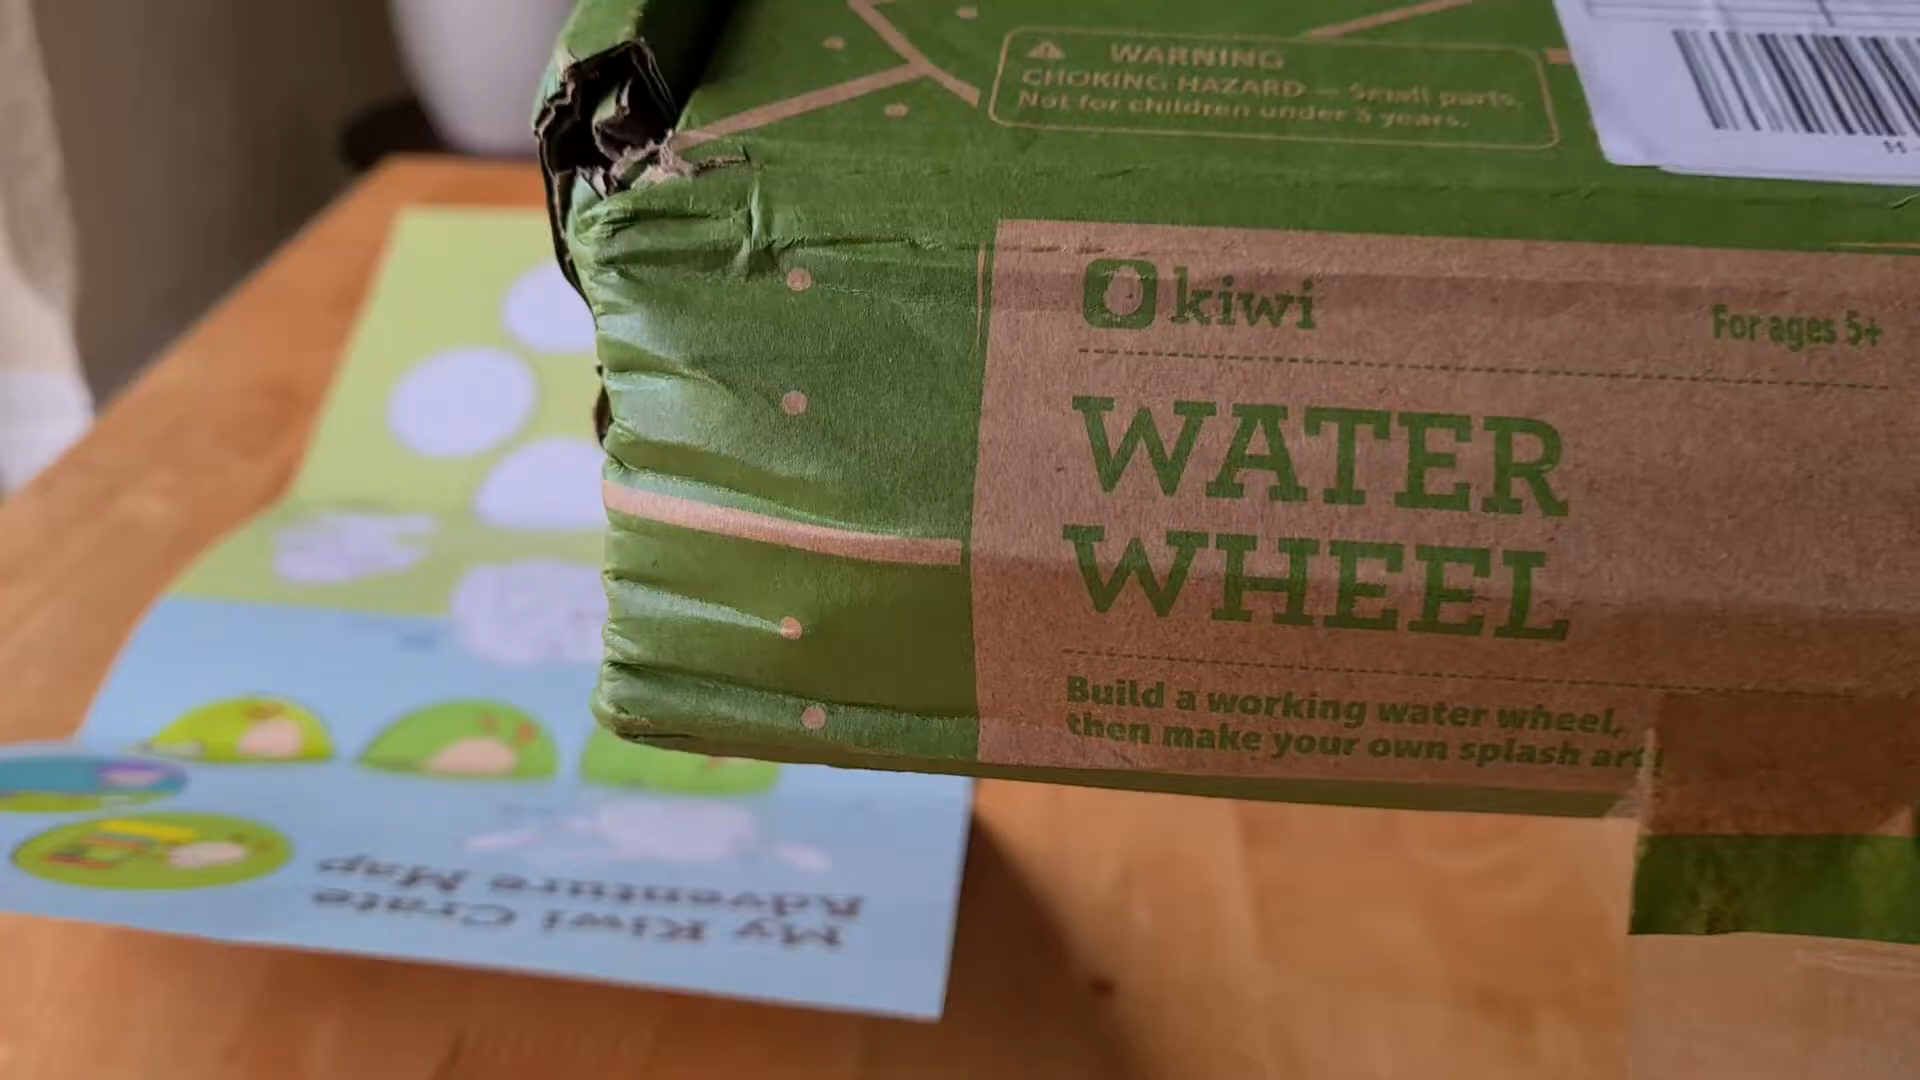 WARNING
CHOKING HAZARD — Small parts.
Not for children under 3 years.
kiwi
For ages 5+
WATER
WHEEL
Build a working water wheel,
then make your own splash art!
My Kiwi Crate
Adventure Map